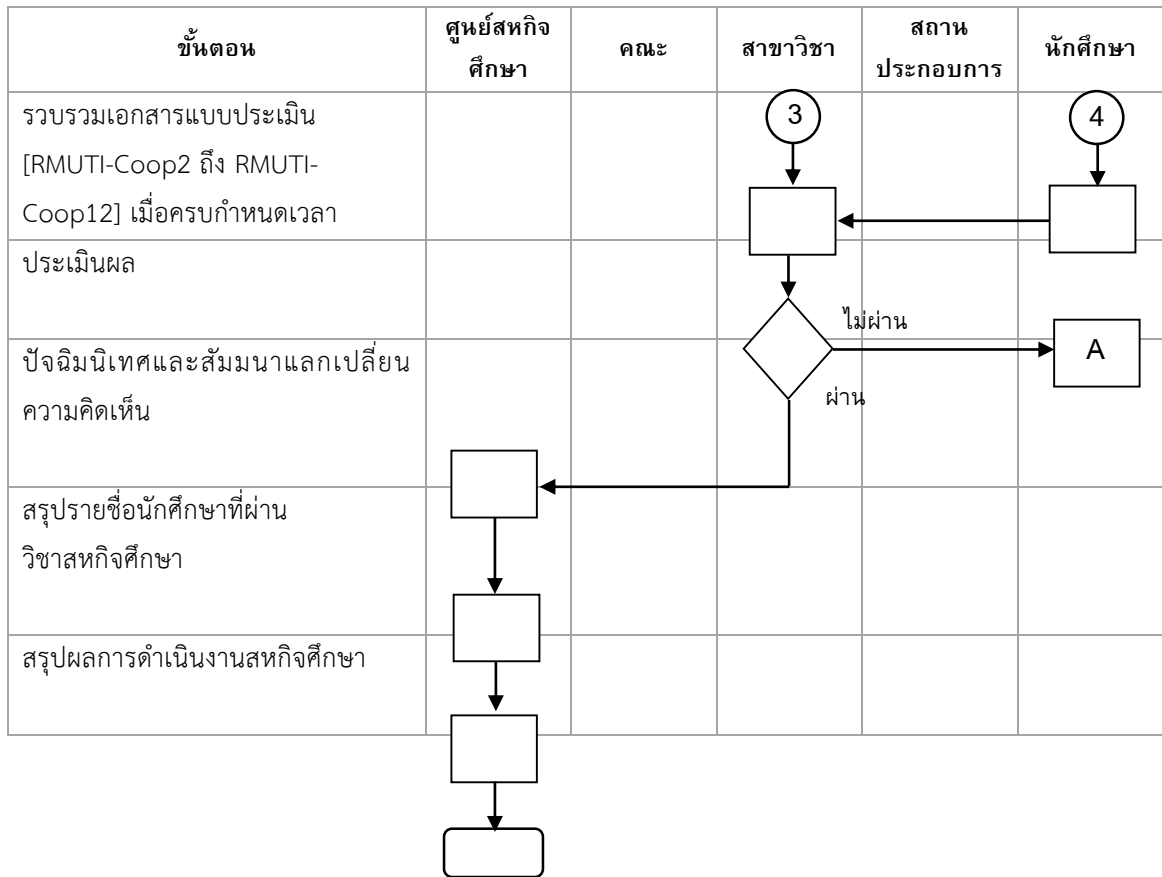 ขั้นตอน
ศูนย์สหกิจ
ศึกษา
คณะ
สาขาวิชา
สถาน
ประกอบการ
นักศึกษา
รวบรวมเอกสารแบบประเมิน
[RMUTI-Coop2 ถึง RMUTI-
Coop12] เมื่อครบกำหนดเวลา
3
4
ประเมินผล
ไม่ผ่าน
A
ปัจฉิมนิเทศและสัมมนาแลกเปลี่ยน
ความคิดเห็น
ผ่าน
สรุปรายชื่อนักศึกษาที่ผ่าน
วิชาสหกิจศึกษา
สรุปผลการดำเนินงานสหกิจศึกษา